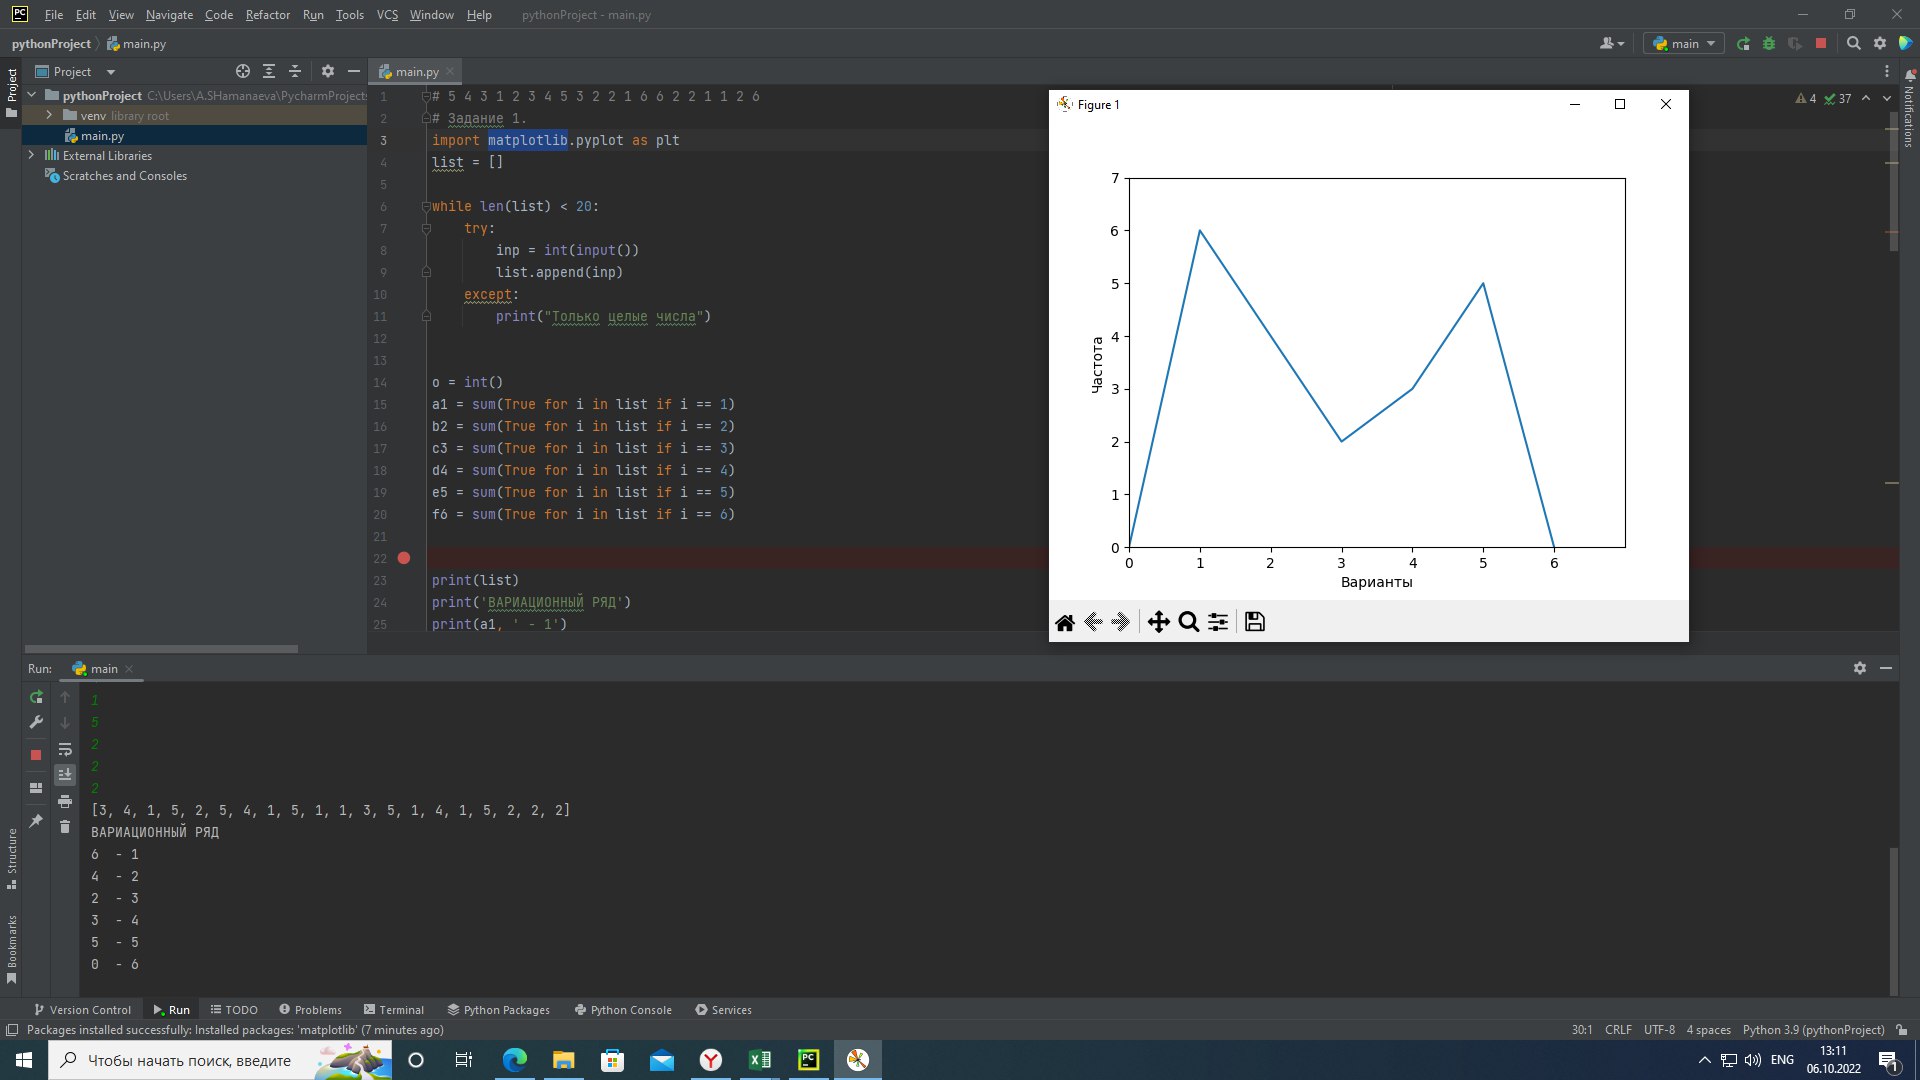 File Edit View Navigate Code Refactor Run Tools VCS Window Help pythonProject - main.py
pythonProject main.py
main
Project
main.py
pythonProject C:\Users\A.SHamanaeva\PycharmProjects
venv library root
main.py
External Libraries
Scratches and Consoles
Project
Structure
Bookmarks
Notifications
4 37
1 # 5 4 3 1 2 3 4 5 3 2 2 1 6 6 2 2 1 1 2 6
2 # Задание 1.
3 import matplotlib.pyplot as plt
4 list = []
5
6 while len(list) < 20:
7 try:
8 inp = int(input())
9 list.append(inp)
10 except:
11 print("Только целые числа")
12
13
14 o = int()
15 a1 = sum(True for i in list if i == 1)
16 b2 = sum(True for i in list if i == 2)
17 c3 = sum(True for i in list if i == 3)
18 d4 = sum(True for i in list if i == 4)
19 e5 = sum(True for i in list if i == 5)
20 f6 = sum(True for i in list if i == 6)
21
22
23 print(list)
24 print('ВАРИАЦИОННЫЙ РЯД')
25 print(a1, ' - 1')
Figure 1
7
6
5
4
3
2
1
0
Частота
0 1 2 3 4 5 6
Варианты
Run: main
1
5
2
2
2
[3, 4, 1, 5, 2, 5, 4, 1, 5, 1, 1, 3, 5, 1, 4, 1, 5, 2, 2, 2]
ВАРИАЦИОННЫЙ РЯД
6 - 1
4 - 2
2 - 3
3 - 4
5 - 5
0 - 6
Version Control Run TODO Problems Terminal Python Packages Python Console Services
Packages installed successfully: Installed packages: 'matplotlib' (7 minutes ago)
30:1 CRLF UTF-8 4 spaces Python 3.9 (pythonProject)
Чтобы начать поиск, введите
ENG
13:11
06.10.2022
1